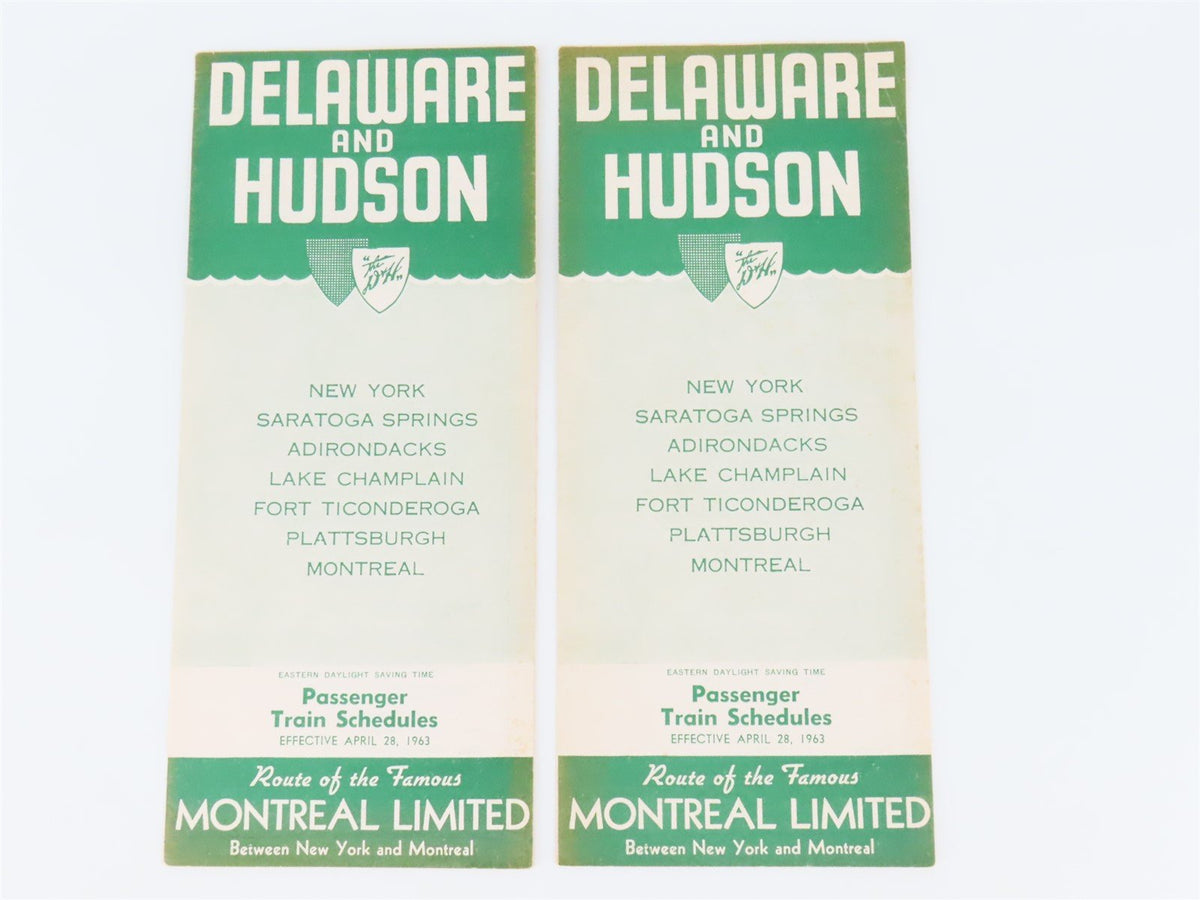 DELAWARE
AND
HUDSON
"the
D&H"
NEW YORK
SARATOGA SPRINGS
ADIRONDACKS
LAKE CHAMPLAIN
FORT TICONDEROGA
PLATTSBURGH
MONTREAL
EASTERN DAYLIGHT SAVING TIME
Passenger
Train Schedules
EFFECTIVE APRIL 28, 1963
Route of the Famous
MONTREAL LIMITED
Between New York and Montreal
DELAWARE
AND
HUDSON
"the
D&H"
NEW YORK
SARATOGA SPRINGS
ADIRONDACKS
LAKE CHAMPLAIN
FORT TICONDEROGA
PLATTSBURGH
MONTREAL
EASTERN DAYLIGHT SAVING TIME
Passenger
Train Schedules
EFFECTIVE APRIL 28, 1963
Route of the Famous
MONTREAL LIMITED
Between New York and Montreal